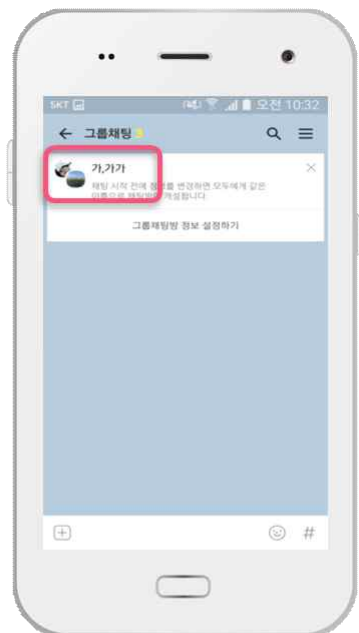 SKT 오전 10:32
그룹채팅 3
가,가가
채팅 시작 전에 정보를 변경하면 모두에게 같은
이름으로 채팅방이 개설됩니다.
그룹채팅방 정보 설정하기
#